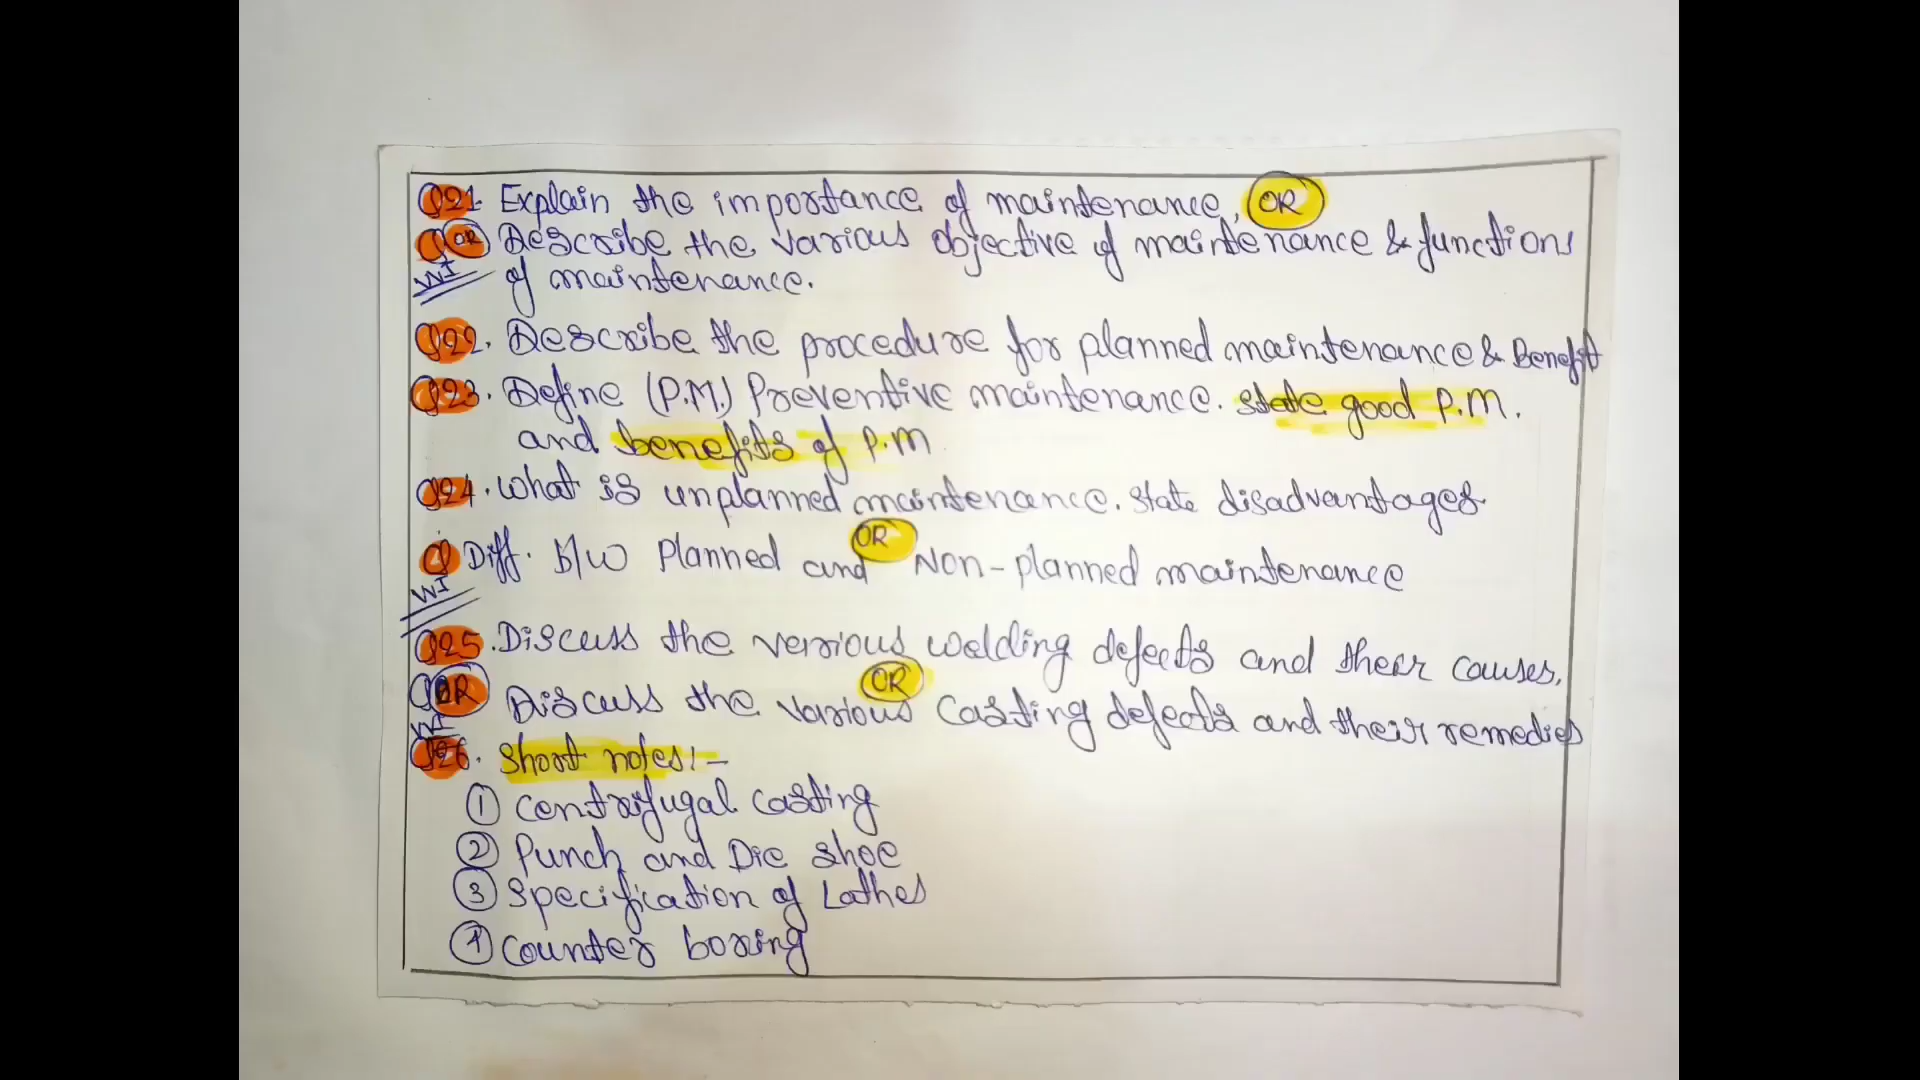 Q21. Explain the importance of maintenance, OR
Q OR Describe the various objective of maintenance & functions
VVI of maintenance.
Q22. Describe the procedure for planned maintenance & Benefit
Q23. Define (P.M.) Preventive maintenance. state good P.M.
and benefits of P.M
Q24. What is unplanned maintenance. State disadvantages
OR
Q Diff. b/w Planned and Non-planned maintenance
VVI
Q25. Discuss the verious welding defects and their causes.
OR
Q OR Discuss the various casting defects and their remedies
VVI
Q26. Short notes:-
① Centrifugal casting
② Punch and Die shoe
③ Specification of Lathes
④ Counter boring